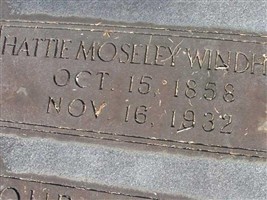 HATTIE MOSELEY WINDH
OCT. 15, 1858
NOV. 16, 1932